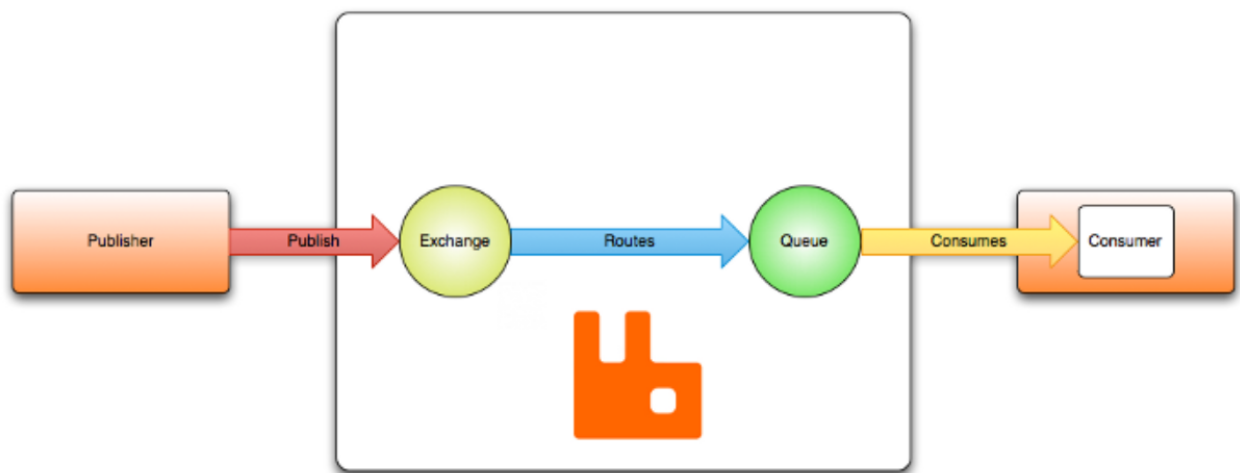 Publisher
Publish
Exchange
Routes
Queue
Consumes
Consumer